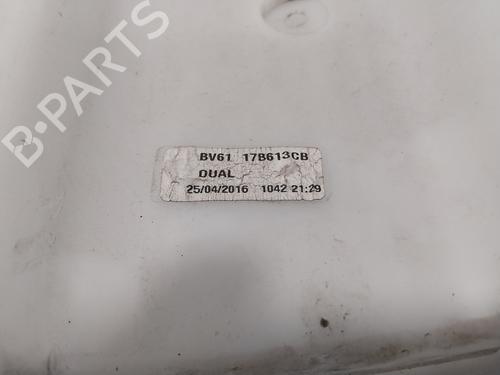 B-PARTS
BV61 17B613CB
DUAL
25/04/2016 1042 21:29